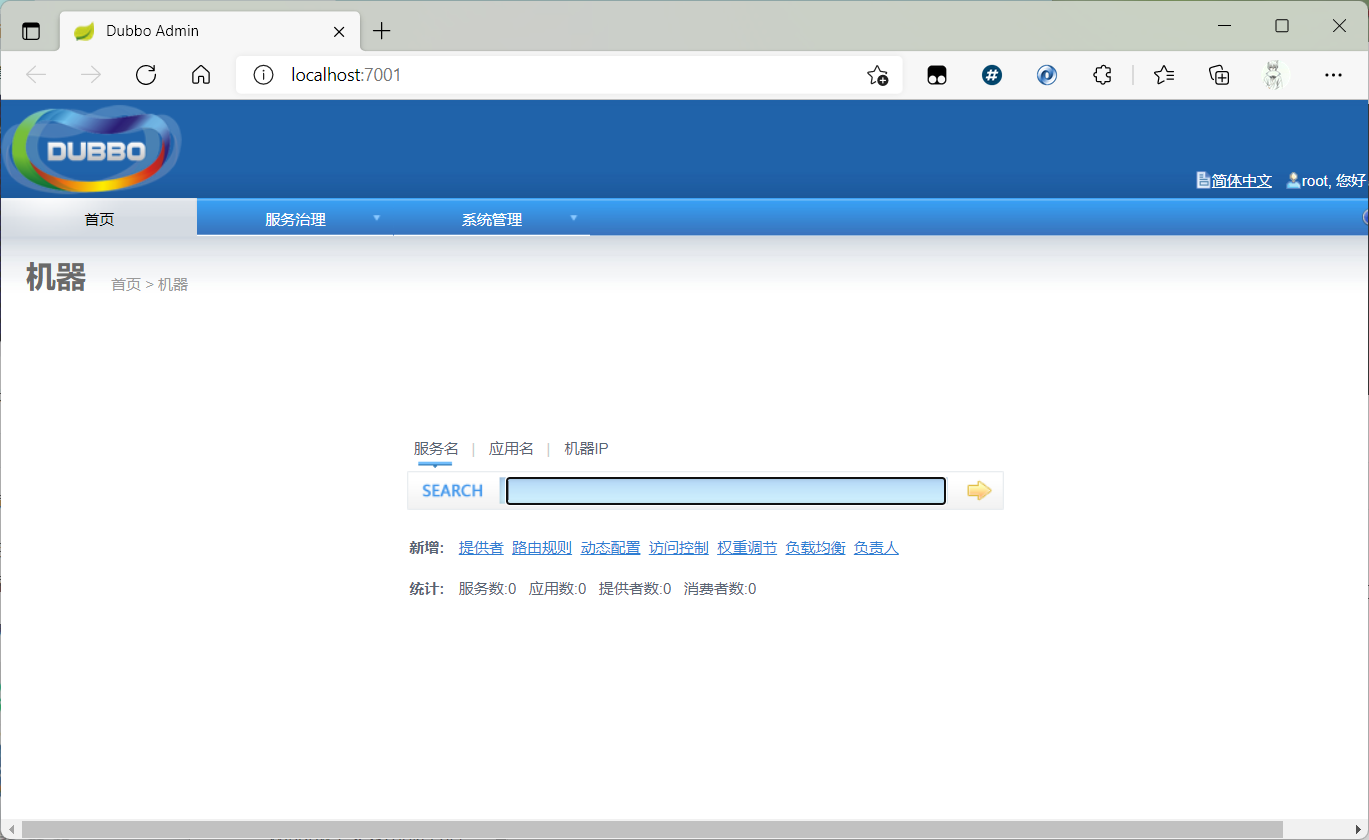 Dubbo Admin
localhost:7001
DUBBO
简体中文 root, 您好
首页 服务治理 系统管理
机器 首页 > 机器
服务名 | 应用名 | 机器IP
SEARCH
新增: 提供者 路由规则 动态配置 访问控制 权重调节 负载均衡 负责人
统计: 服务数:0 应用数:0 提供者数:0 消费者数:0